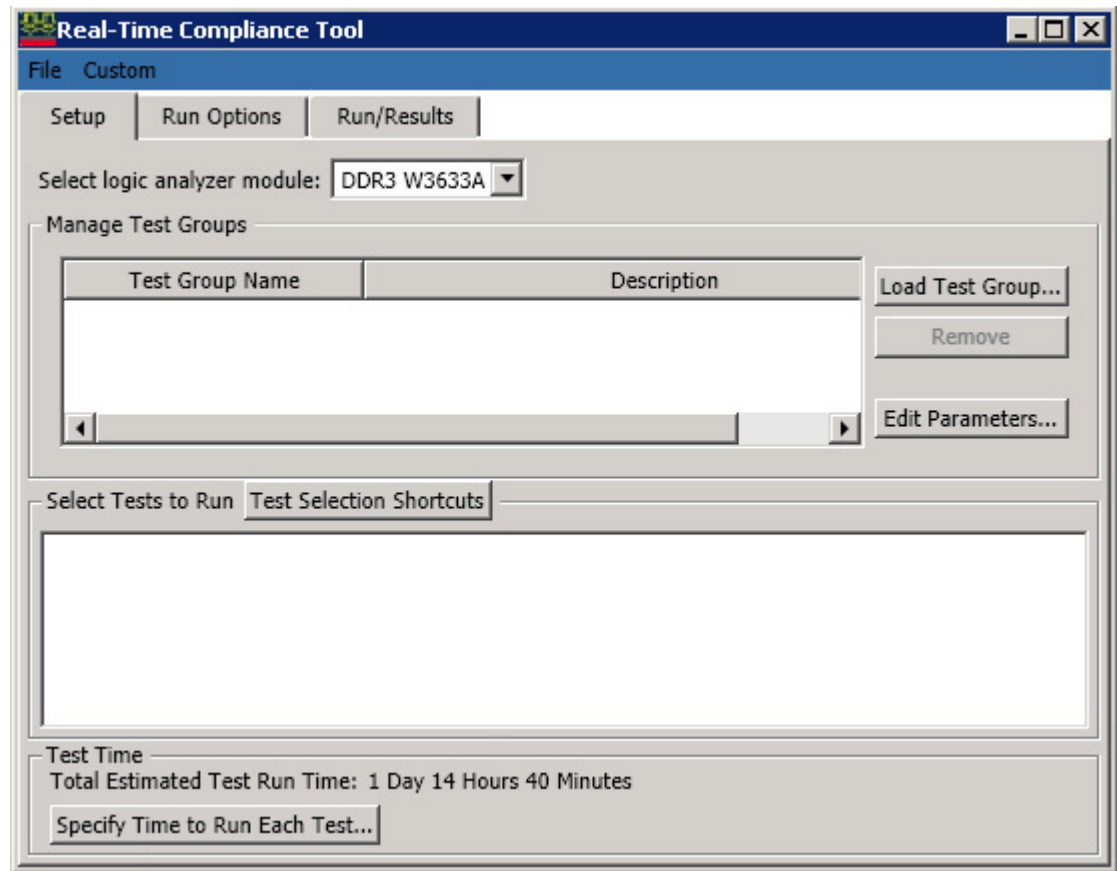 Real-Time Compliance Tool
File Custom
Setup Run Options Run/Results
Select logic analyzer module: DDR3 W3633A
Manage Test Groups
Test Group Name Description
Load Test Group...
Remove
Edit Parameters...
Select Tests to Run Test Selection Shortcuts
Test Time
Total Estimated Test Run Time: 1 Day 14 Hours 40 Minutes
Specify Time to Run Each Test...